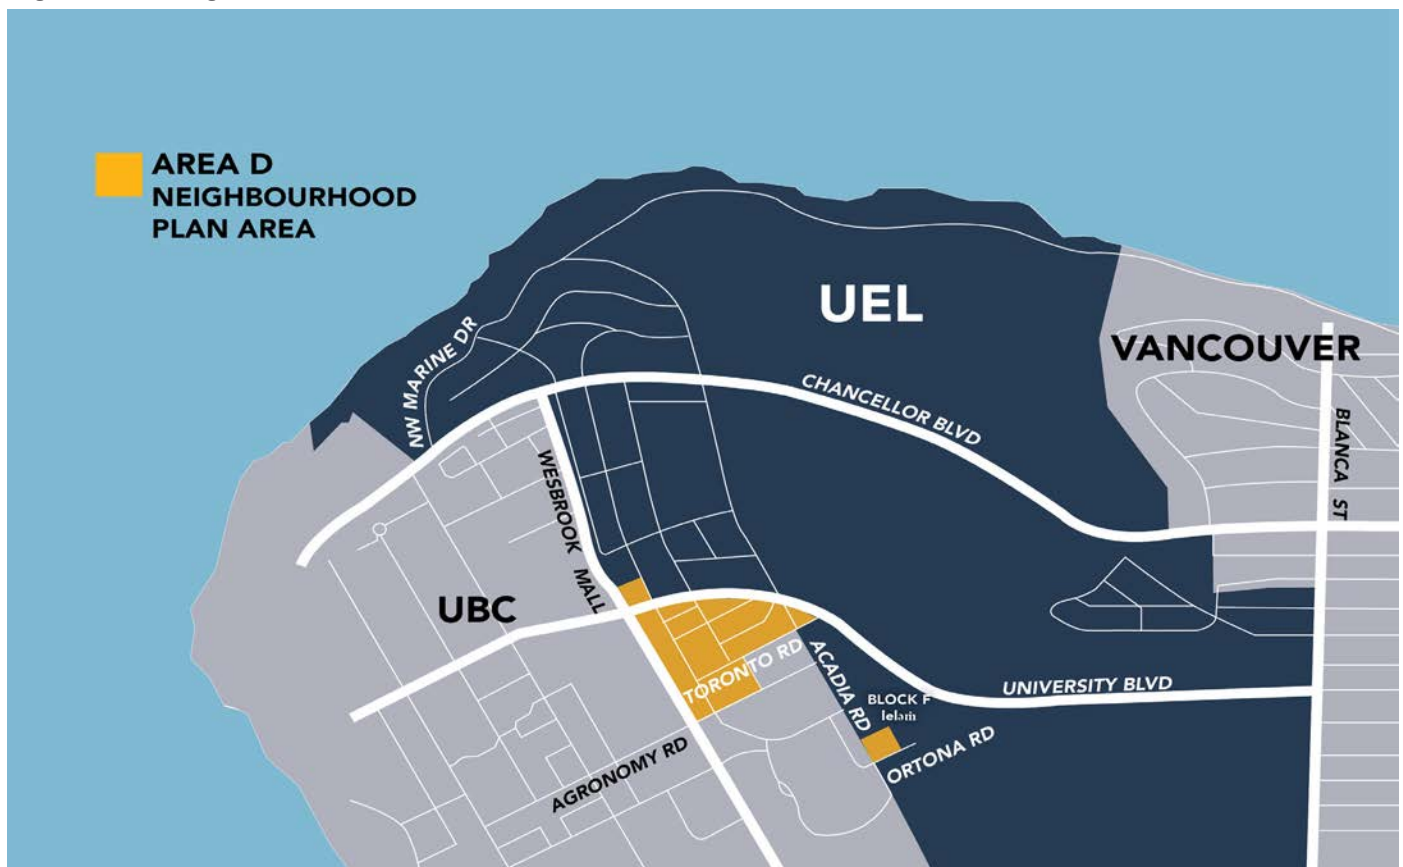 AREA D
NEIGHBOURHOOD
PLAN AREA
UEL
VANCOUVER
NW MARINE DR
CHANCELLOR BLVD
BLANCA ST
WESBROOK MALL
UBC
TORONTO RD
ACADIA RD
UNIVERSITY BLVD
BLOCK F
lelam
ORTONA RD
AGRONOMY RD